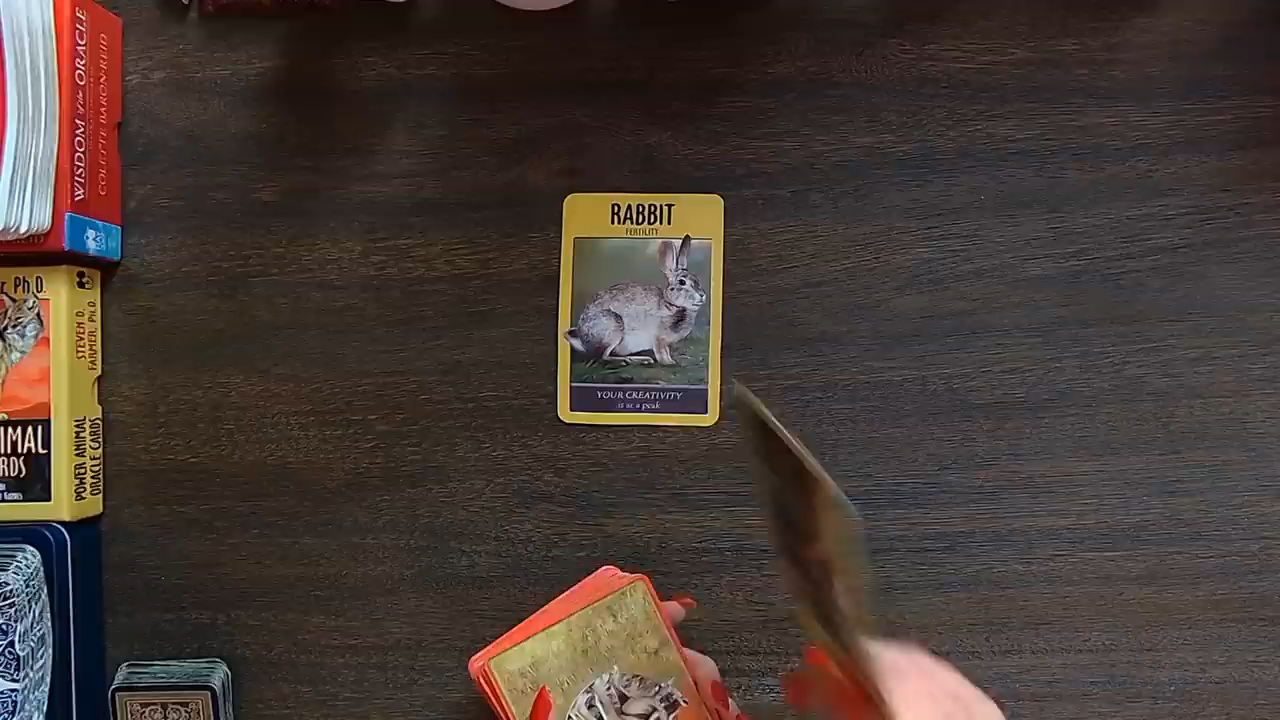 WISDOM of the ORACLE
COLETTE BARON-REID
RABBIT
FERTILITY
YOUR CREATIVITY
is at a peak
r Ph.D.
STEVEN D.
FARMER, Ph.D.
POWER ANIMAL
ORACLE CARDS
IMAL
RDS